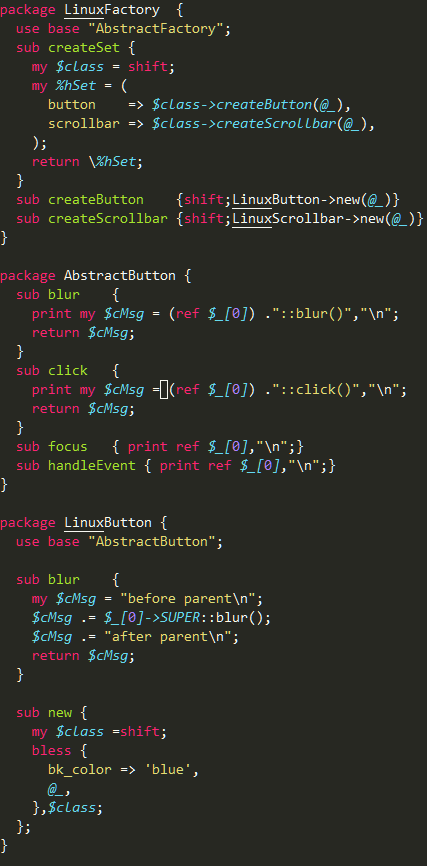 package LinuxFactory  {
  use base "AbstractFactory";
  sub createSet {
    my $class = shift;
    my %hSet = (
      button    => $class->createButton(@_),
      scrollbar => $class->createScrollbar(@_),
    );
    return \%hSet;
  }
  sub createButton    {shift;LinuxButton->new(@_)}
  sub createScrollbar {shift;LinuxScrollbar->new(@_)}
}

package AbstractButton {
  sub blur    {
    print my $cMsg = (ref $_[0]) ."::blur()","\n";
    return $cMsg;
  }
  sub click   {
    print my $cMsg = (ref $_[0]) ."::click()","\n";
    return $cMsg;
  }
  sub focus   { print ref $_[0],"\n";}
  sub handleEvent { print ref $_[0],"\n";}
}

package LinuxButton {
  use base "AbstractButton";

  sub blur    {
    my $cMsg = "before parent\n";
    $cMsg .= $_[0]->SUPER::blur();
    $cMsg .= "after parent\n";
    return $cMsg;
  }

  sub new {
    my $class =shift;
    bless {
      bk_color => 'blue',
      @_,
    },$class;
  };
}